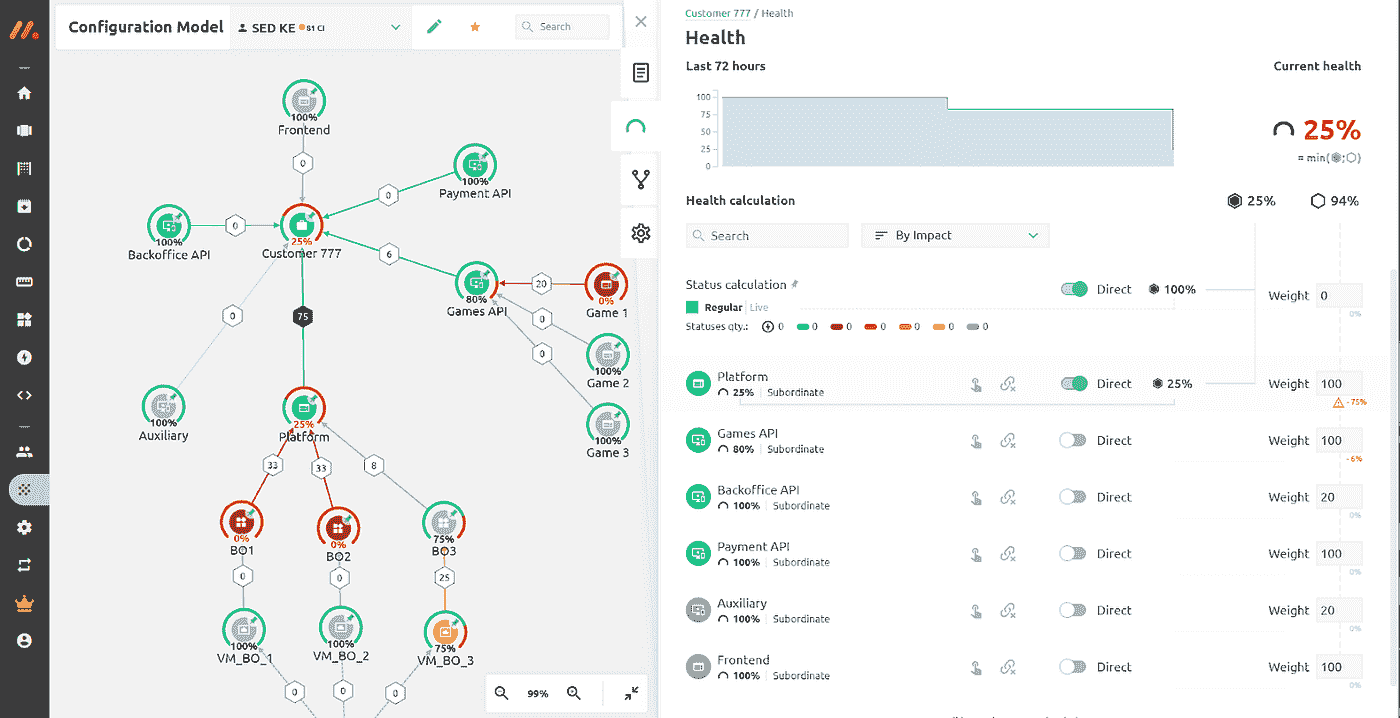 Configuration Model
SED KE
S1 CI
Search
100%
Frontend
0
100%
Payment API
0
100%
Backoffice API
0
25%
Customer 777
6
80%
Games API
20
0%
Game 1
0
100%
Game 2
0
100%
Game 3
0
75
100%
Auxiliary
25%
Platform
33
33
8
0%
BO1
0%
BO2
75%
BO3
0
0
25
100%
VM_BO_1
100%
VM_BO_2
75%
VM_BO_3
0
0
0
99%
Customer 777 / Health
Health
Last 72 hours
Current health
100
75
50
25
0
25%
= min(
Health calculation
25%
94%
Search
By Impact
Status calculation
Direct
100%
Weight 0
0%
Regular | Live
Statuses qty.: 0 0 0 0 0 0 0
Platform
25% | Subordinate
Direct
25%
Weight 100
-75%
Games API
80% | Subordinate
Direct
Weight 100
-6%
Backoffice API
100% | Subordinate
Direct
Weight 20
0%
Payment API
100% | Subordinate
Direct
Weight 100
0%
Auxiliary
100% | Subordinate
Direct
Weight 20
0%
Frontend
100% | Subordinate
Direct
Weight 100
0%